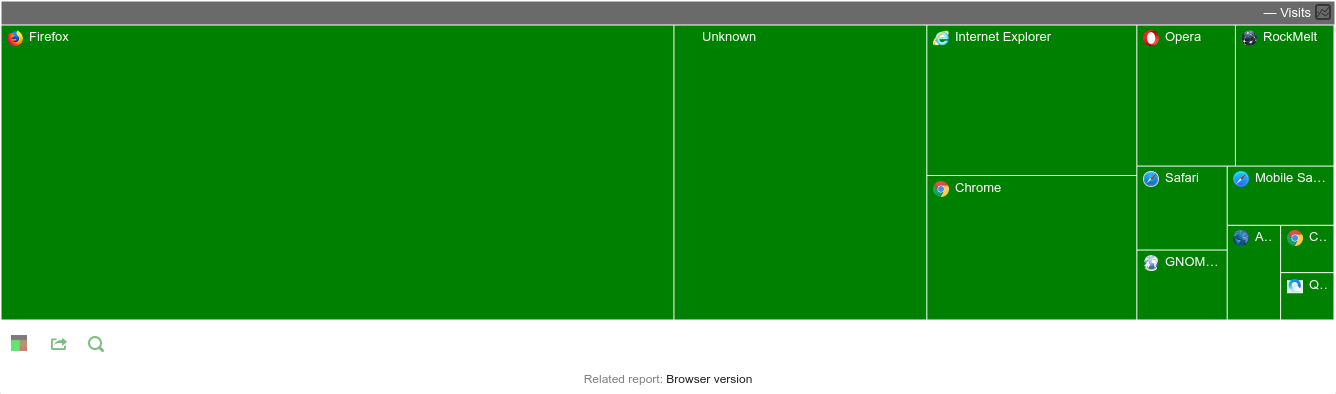 — Visits
Firefox
Unknown
Internet Explorer
Opera
RockMelt
Chrome
Safari
Mobile Sa...
GNOM...
A..
C..
Q..
Related report: Browser version